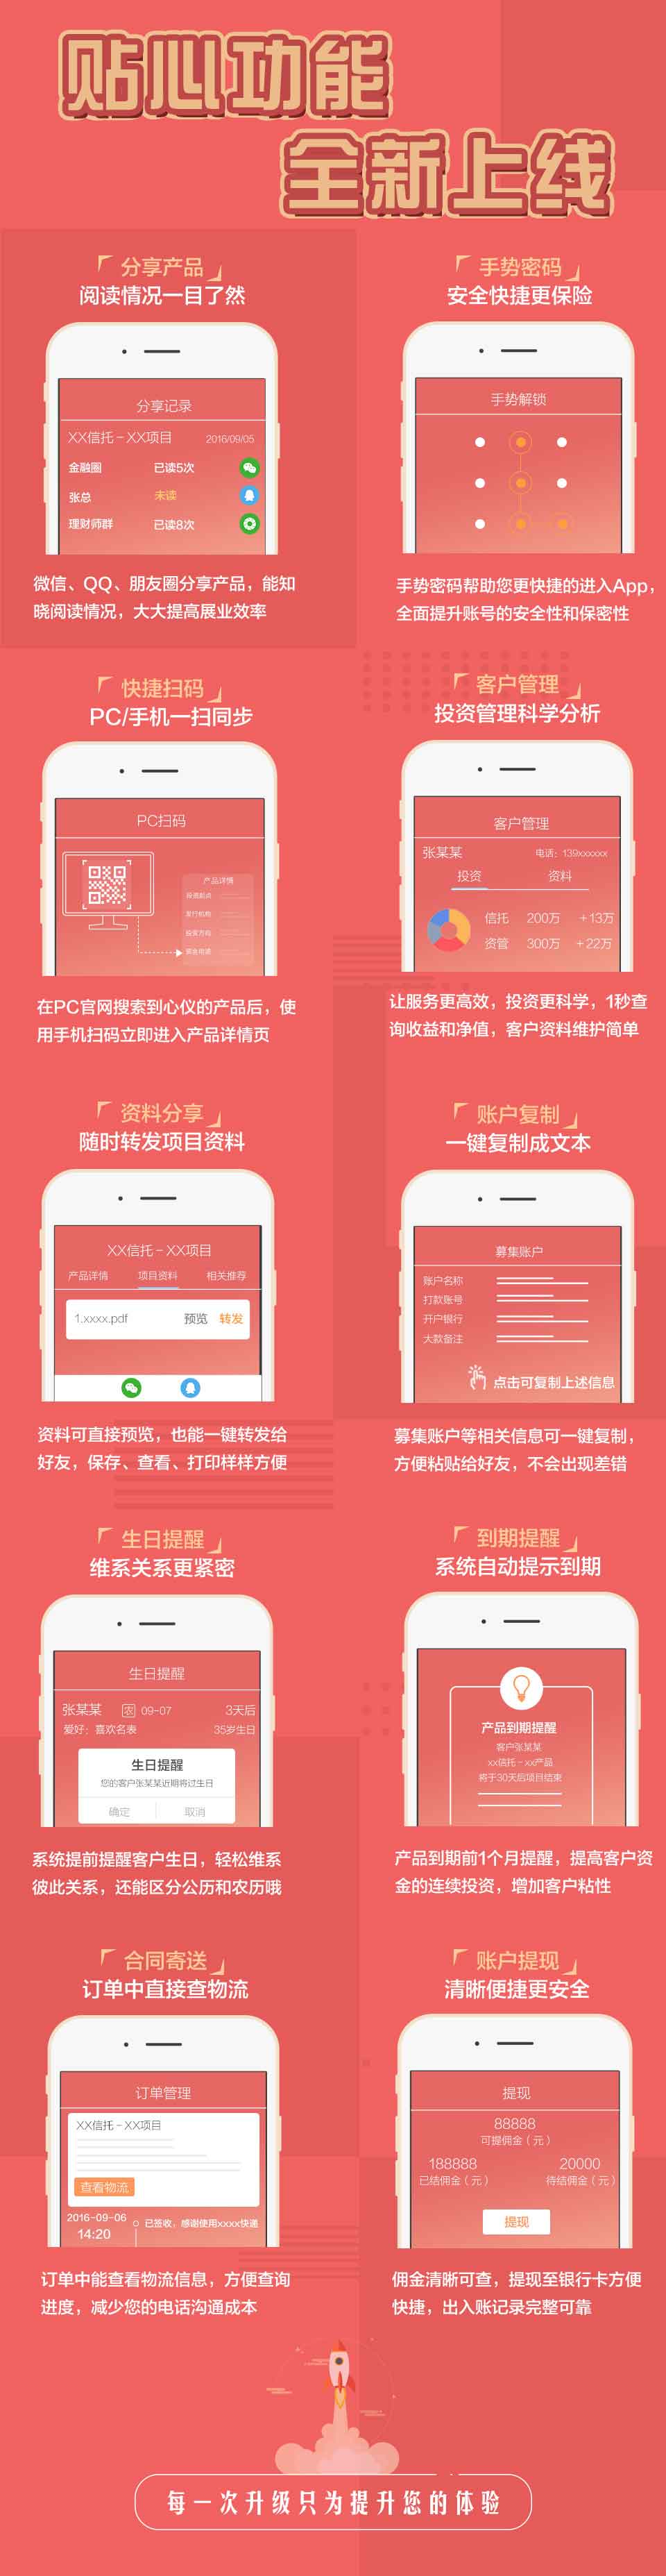 贴心功能
全新上线
「分享产品」
阅读情况一目了然
分享记录
XX信托－XX项目 2016/09/05
金融圈 已读5次
张总 未读
理财师群 已读8次
微信、QQ、朋友圈分享产品，能知
晓阅读情况，大大提高展业效率
「手势密码」
安全快捷更保险
手势解锁
手势密码帮助您更快捷的进入App，
全面提升账号的安全性和保密性
「快捷扫码」
PC/手机一扫同步
PC扫码
产品详情
投资起点
发行机构
投资方向
资金用途
在PC官网搜索到心仪的产品后，使
用手机扫码立即进入产品详情页
「客户管理」
投资管理科学分析
客户管理
张某某 电话：139xxxxxx
投资 资料
信托 200万 +13万
资管 300万 +22万
让服务更高效，投资更科学，1秒查
询收益和净值，客户资料维护简单
「资料分享」
随时转发项目资料
XX信托－XX项目
产品详情 项目资料 相关推荐
1.xxxx.pdf 预览 转发
资料可直接预览，也能一键转发给
好友，保存、查看、打印样样方便
「账户复制」
一键复制成文本
募集账户
账户名称
打款账号
开户银行
大款备注
点击可复制上述信息
募集账户等相关信息可一键复制，
方便粘贴给好友，不会出现差错
「生日提醒」
维系关系更紧密
生日提醒
张某某 农 09-07 3天后
爱好：喜欢名表 35岁生日
生日提醒
您的客户张某某近期将过生日
确定 取消
系统提前提醒客户生日，轻松维系
彼此关系，还能区分公历和农历哦
「到期提醒」
系统自动提示到期
产品到期提醒
客户张某某
xx信托－xx产品
将于30天后项目结束
产品到期前1个月提醒，提高客户资
金的连续投资，增加客户粘性
「合同寄送」
订单中直接查物流
订单管理
XX信托－XX项目
查看物流
2016-09-06 已签收，感谢使用xxxx快递
14:20
订单中能查看物流信息，方便查询
进度，减少您的电话沟通成本
「账户提现」
清晰便捷更安全
提现
88888
可提佣金（元）
188888 20000
已结佣金（元） 待结佣金（元）
提现
佣金清晰可查，提现至银行卡方便
快捷，出入账记录完整可靠
每一次升级只为提升您的体验